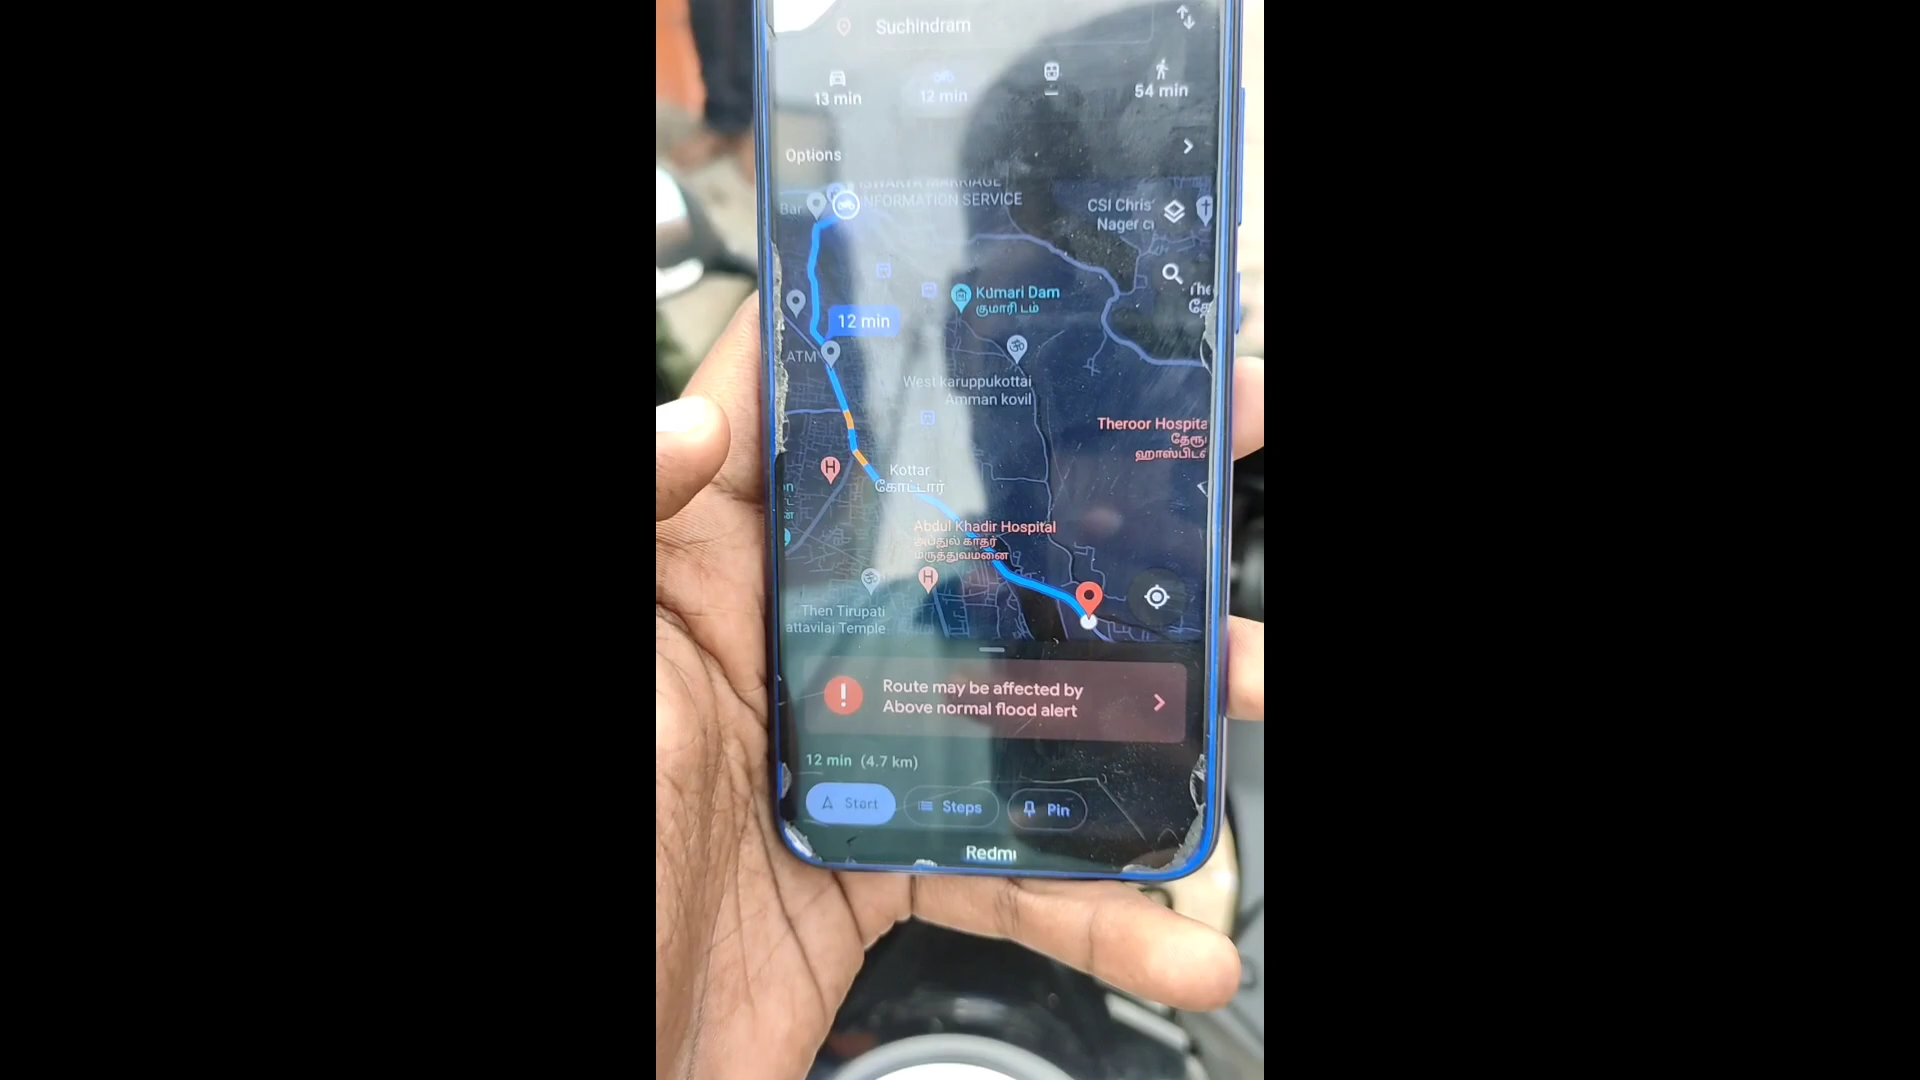 Suchindram
13 min
12 min
54 min
Options
INFORMATION SERVICE
Bar
CSI Chris
Nager
Kumari Dam
குமாரி டம்
12 min
ATM
West karuppukottai
Amman kovil
Theroor Hospita
ஹாஸ்பிட
H
Kottar
கோட்டார்
Abdul Khadir Hospital
அப்துல் காதர்
மருத்துவமனை
H
Then Tirupati
attavilai Temple
Route may be affected by
Above normal flood alert
12 min (4.7 km)
Start
Steps
Pin
Redmi